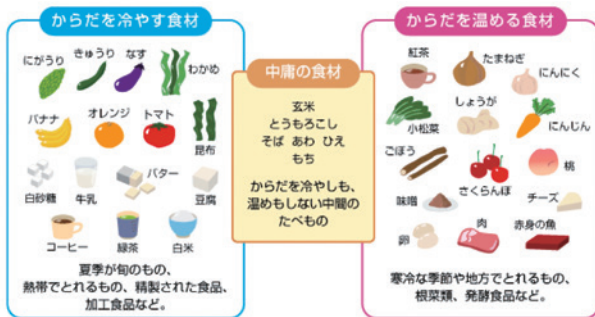 からだを冷やす食材
にがうり
きゅうり
なす
わかめ
バナナ
オレンジ
トマト
昆布
白砂糖
牛乳
バター
豆腐
コーヒー
緑茶
白米
夏季が旬のもの、
熱帯でとれるもの、精製された食品、
加工食品など。
中庸の食材
玄米
とうもろこし
そば あわ ひえ
もち
からだを冷やしも、
温めもしない中間の
たべもの
からだを温める食材
紅茶
たまねぎ
にんにく
小松菜
しょうが
にんじん
ごぼう
さくらんぼ
桃
味噌
チーズ
卵
肉
赤身の魚
寒冷な季節や地方でとれるもの、
根菜類、発酵食品など。